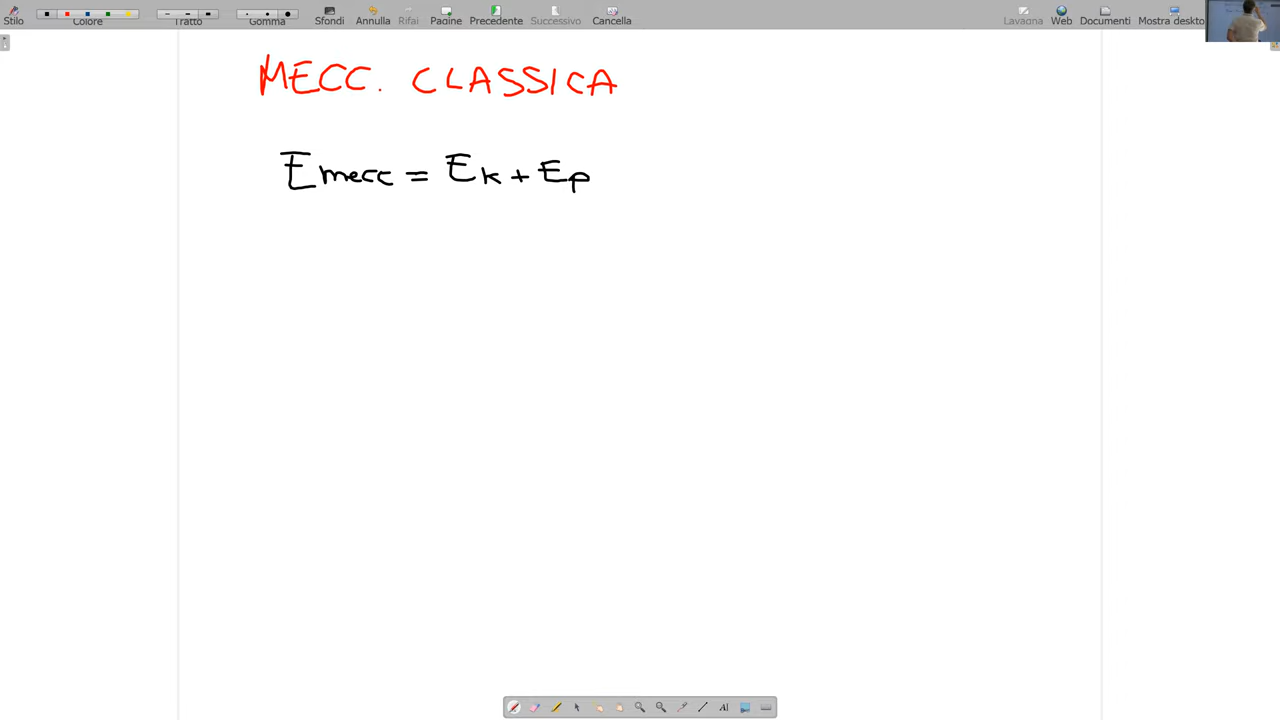 Stilo Colore Tratto Gomma Sfondi Annulla Rifai Pagine Precedente Successivo Cancella Lavagna Web Documenti Mostra deskto
MECC. CLASSICA
Emecc = Ek + Ep